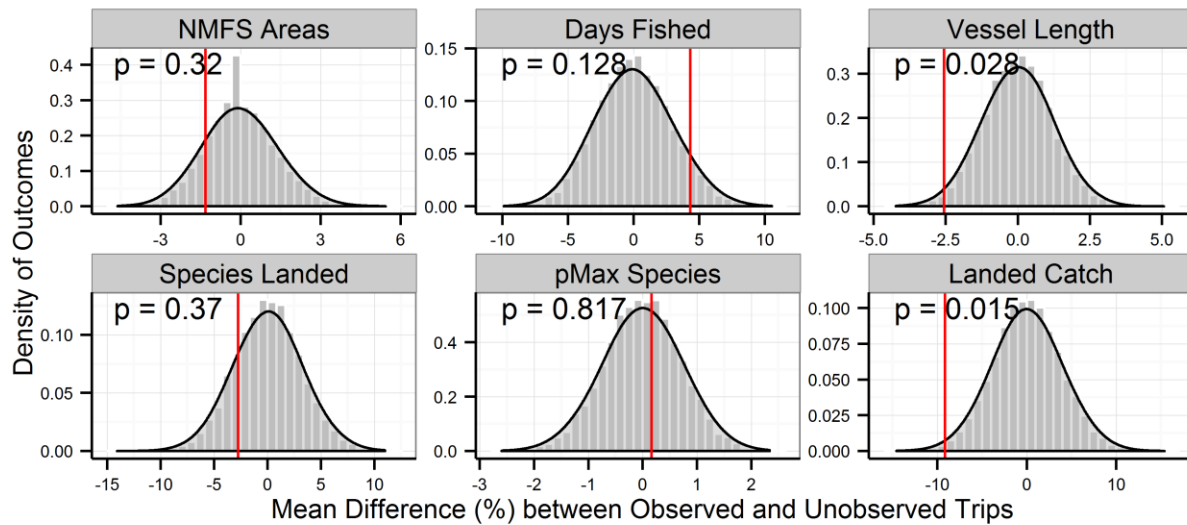 NMFS Areas
p = 0.32
0.4
0.3
0.2
0.1
0.0
-3 0 3 6
Days Fished
p = 0.128
0.15
0.10
0.05
0.00
-10 -5 0 5 10
Vessel Length
p = 0.028
0.3
0.2
0.1
0.0
-5.0 -2.5 0.0 2.5 5.0
Density of Outcomes
Species Landed
p = 0.37
0.10
0.05
0.00
-15 -10 -5 0 5 10
pMax Species
p = 0.817
0.4
0.2
0.0
-3 -2 -1 0 1 2
Landed Catch
p = 0.015
0.100
0.075
0.050
0.025
0.000
-10 0 10
Mean Difference (%) between Observed and Unobserved Trips